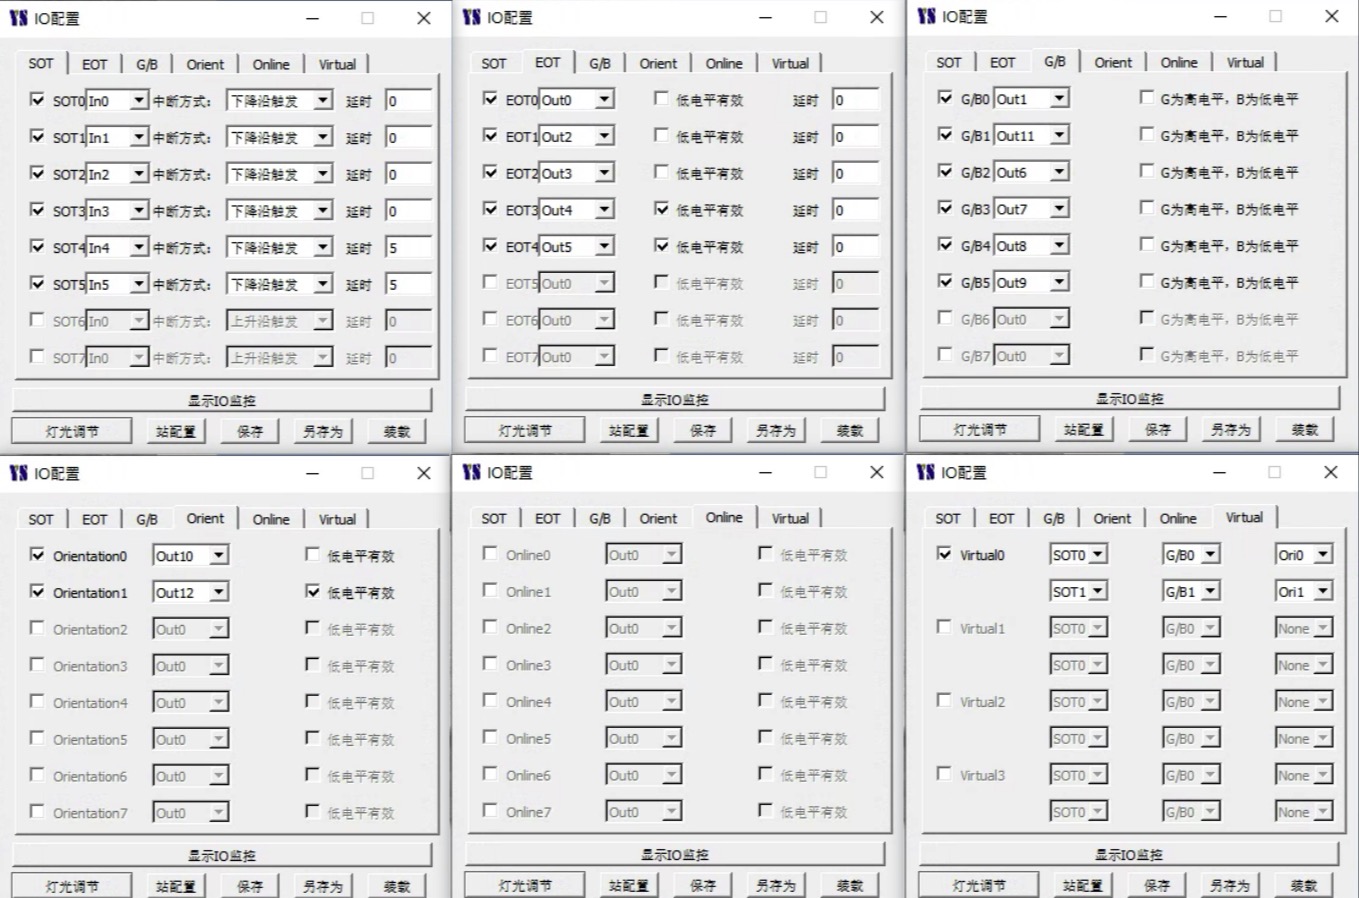 YS IO配置
SOT EOT G/B Orient Online Virtual
SOT0 In0 中断方式: 下降沿触发 延时 0
SOT1 In1 中断方式: 下降沿触发 延时 0
SOT2 In2 中断方式: 下降沿触发 延时 0
SOT3 In3 中断方式: 下降沿触发 延时 0
SOT4 In4 中断方式: 下降沿触发 延时 5
SOT5 In5 中断方式: 下降沿触发 延时 5
SOT6 In0 中断方式: 上升沿触发 延时 0
SOT7 In0 中断方式: 上升沿触发 延时 0
显示IO监控
灯光调节 站配置 保存 另存为 装载
YS IO配置
SOT EOT G/B Orient Online Virtual
EOT0 Out0 低电平有效 延时 0
EOT1 Out2 低电平有效 延时 0
EOT2 Out3 低电平有效 延时 0
EOT3 Out4 低电平有效 延时 0
EOT4 Out5 低电平有效 延时 0
EOT5 Out0 低电平有效 延时 0
EOT6 Out0 低电平有效 延时 0
EOT7 Out0 低电平有效 延时 0
显示IO监控
灯光调节 站配置 保存 另存为 装载
YS IO配置
SOT EOT G/B Orient Online Virtual
G/B0 Out1 G为高电平，B为低电平
G/B1 Out11 G为高电平，B为低电平
G/B2 Out6 G为高电平，B为低电平
G/B3 Out7 G为高电平，B为低电平
G/B4 Out8 G为高电平，B为低电平
G/B5 Out9 G为高电平，B为低电平
G/B6 Out0 G为高电平，B为低电平
G/B7 Out0 G为高电平，B为低电平
显示IO监控
灯光调节 站配置 保存 另存为 装载
YS IO配置
SOT EOT G/B Orient Online Virtual
Orientation0 Out10 低电平有效
Orientation1 Out12 低电平有效
Orientation2 Out0 低电平有效
Orientation3 Out0 低电平有效
Orientation4 Out0 低电平有效
Orientation5 Out0 低电平有效
Orientation6 Out0 低电平有效
Orientation7 Out0 低电平有效
显示IO监控
灯光调节 站配置 保存 另存为 装载
YS IO配置
SOT EOT G/B Orient Online Virtual
Online0 Out0 低电平有效
Online1 Out0 低电平有效
Online2 Out0 低电平有效
Online3 Out0 低电平有效
Online4 Out0 低电平有效
Online5 Out0 低电平有效
Online6 Out0 低电平有效
Online7 Out0 低电平有效
显示IO监控
灯光调节 站配置 保存 另存为 装载
YS IO配置
SOT EOT G/B Orient Online Virtual
Virtual0 SOT0 G/B0 Ori0
SOT1 G/B1 Ori1
Virtual1 SOT0 G/B0 None
SOT0 G/B0 None
Virtual2 SOT0 G/B0 None
SOT0 G/B0 None
Virtual3 SOT0 G/B0 None
SOT0 G/B0 None
显示IO监控
灯光调节 站配置 保存 另存为 装载